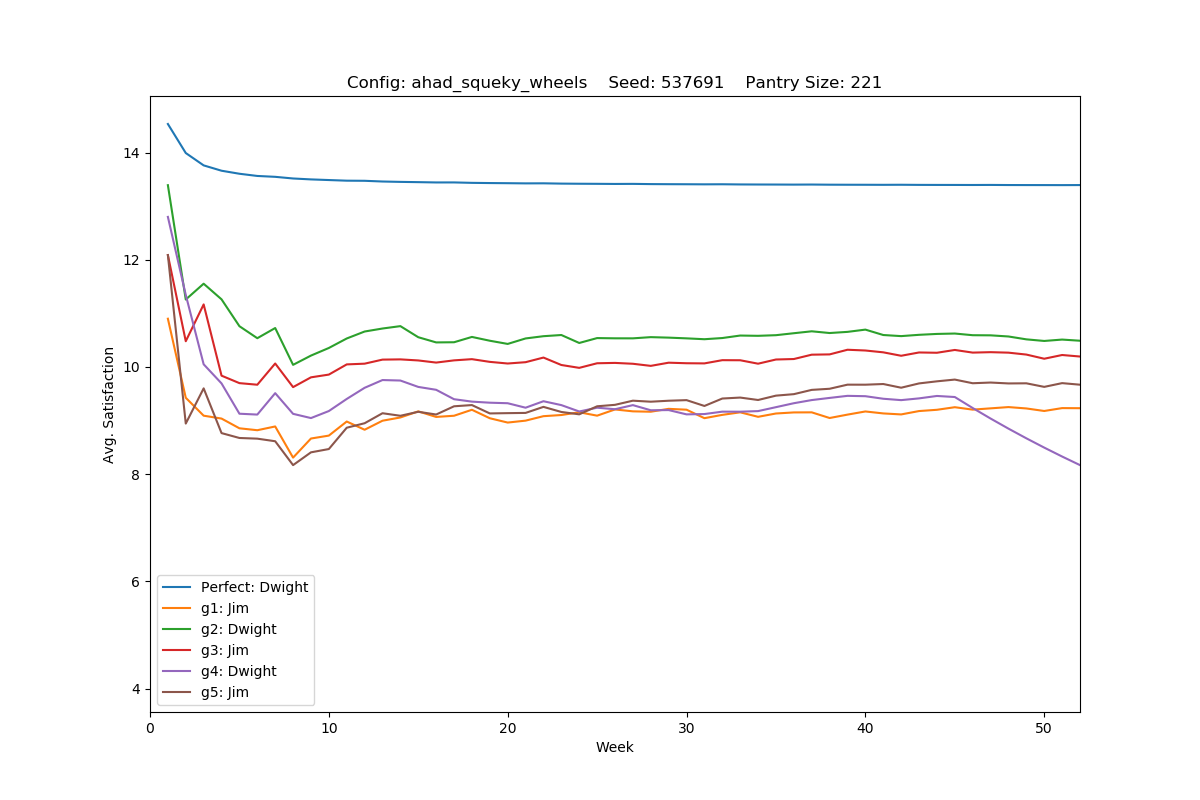 Config: ahad_squeky_wheels    Seed: 537691    Pantry Size: 221
14
12
10
8
6
4
Avg. Satisfaction
Perfect: Dwight
g1: Jim
g2: Dwight
g3: Jim
g4: Dwight
g5: Jim
0 10 20 30 40 50
Week